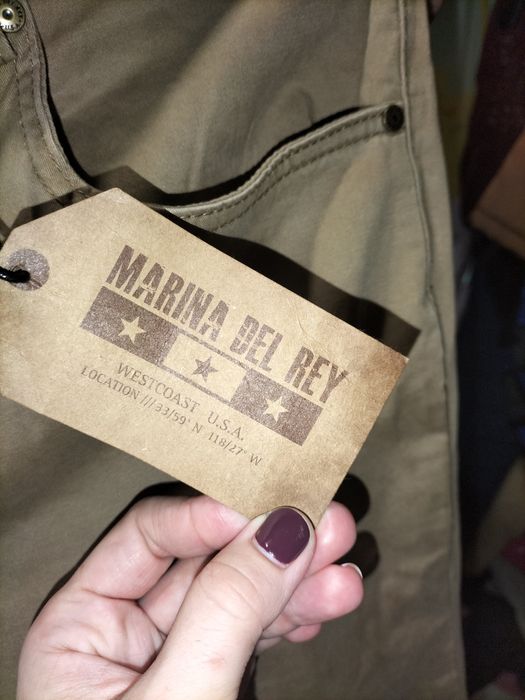 MARINA DEL REY
WESTCOAST U.S.A.
LOCATION /// 33/59° N 118/27° W